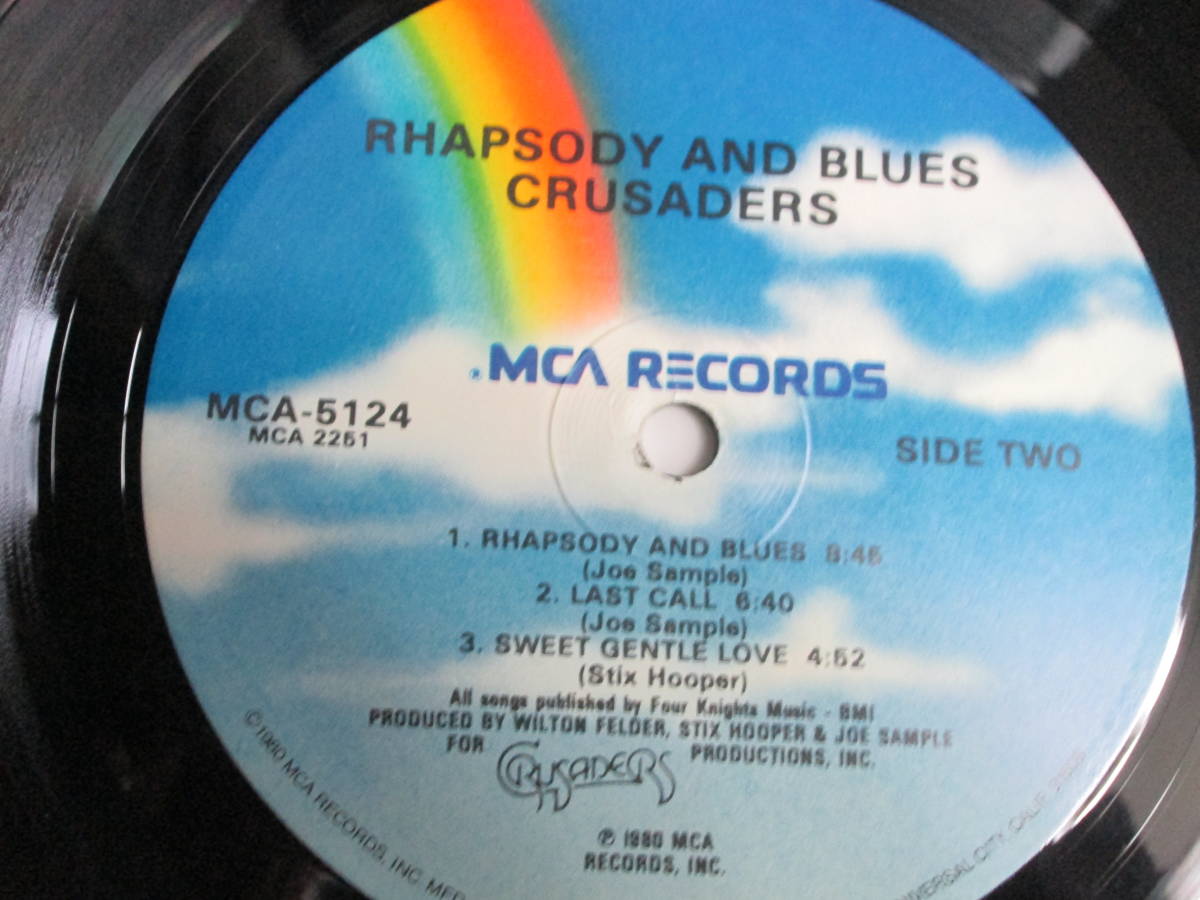 RHAPSODY AND BLUES
CRUSADERS
MCA RECORDS
MCA-5124
MCA 2251
SIDE TWO
1. RHAPSODY AND BLUES 8:45
(Joe Sample)
2. LAST CALL 6:40
(Joe Sample)
3. SWEET GENTLE LOVE 4:52
(Stix Hooper)
All songs published by Four Knights Music - BMI
PRODUCED BY WILTON FELDER, STIX HOOPER & JOE SAMPLE
FOR CRUSADERS PRODUCTIONS, INC.
℗ 1980 MCA
RECORDS, INC.
©1980 MCA RECORDS, INC.
CITY, CALIF.